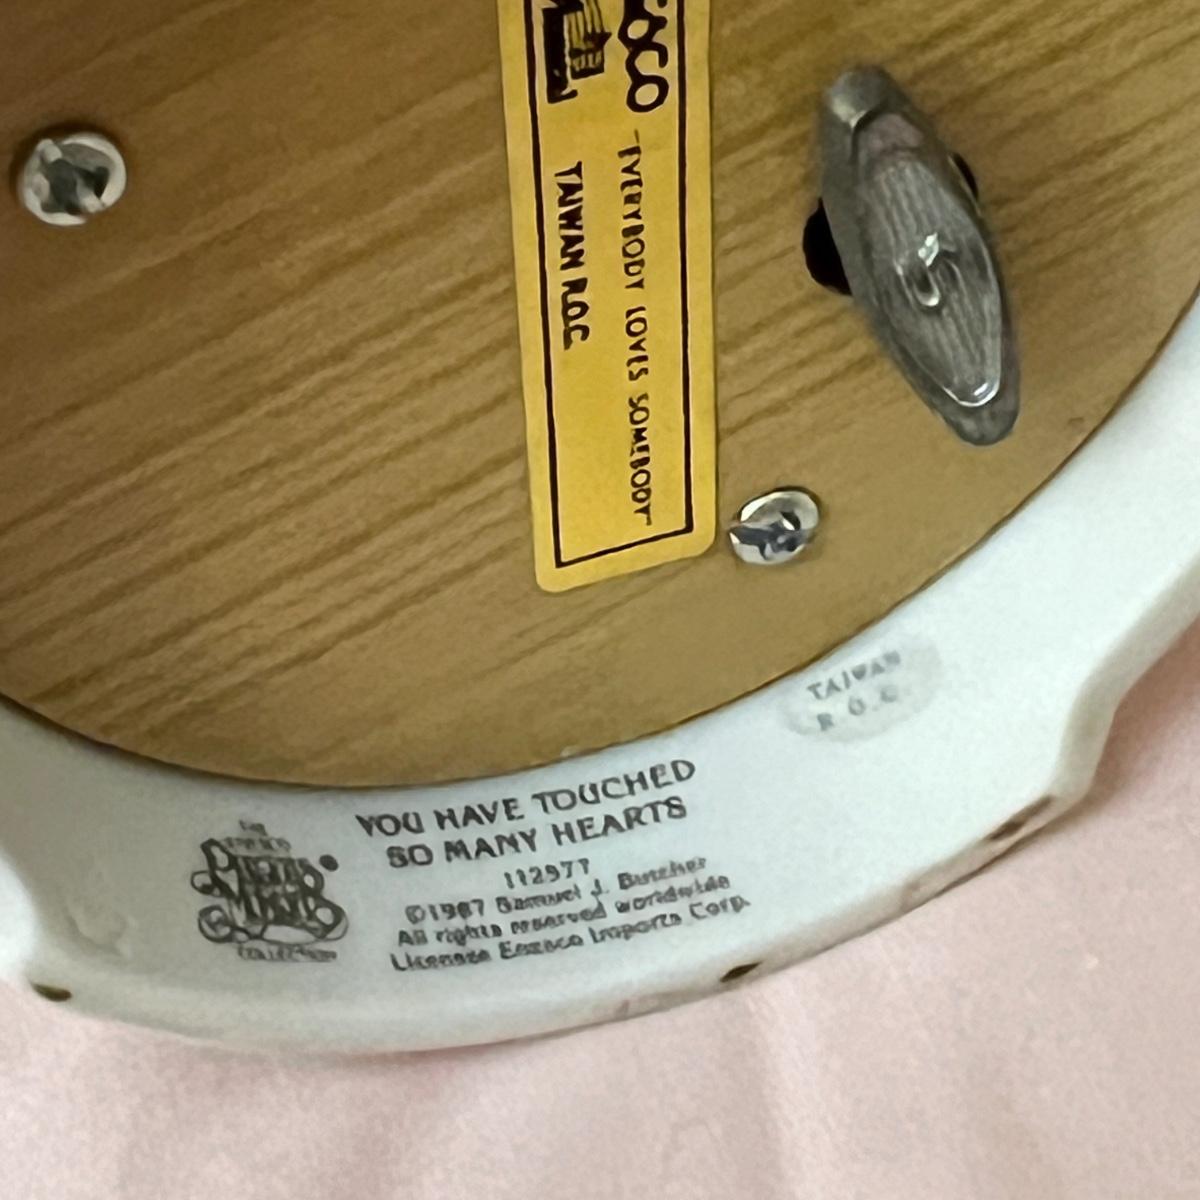 "EVERYBODY LOVES SOMEBODY"
TAIWAN R.O.C.
TAIWAN
R.O.C.
YOU HAVE TOUCHED
SO MANY HEARTS
112577
©1987 Samuel J. Butcher
All rights reserved worldwide
Licensee Enesco Imports Corp.
COLLECTION